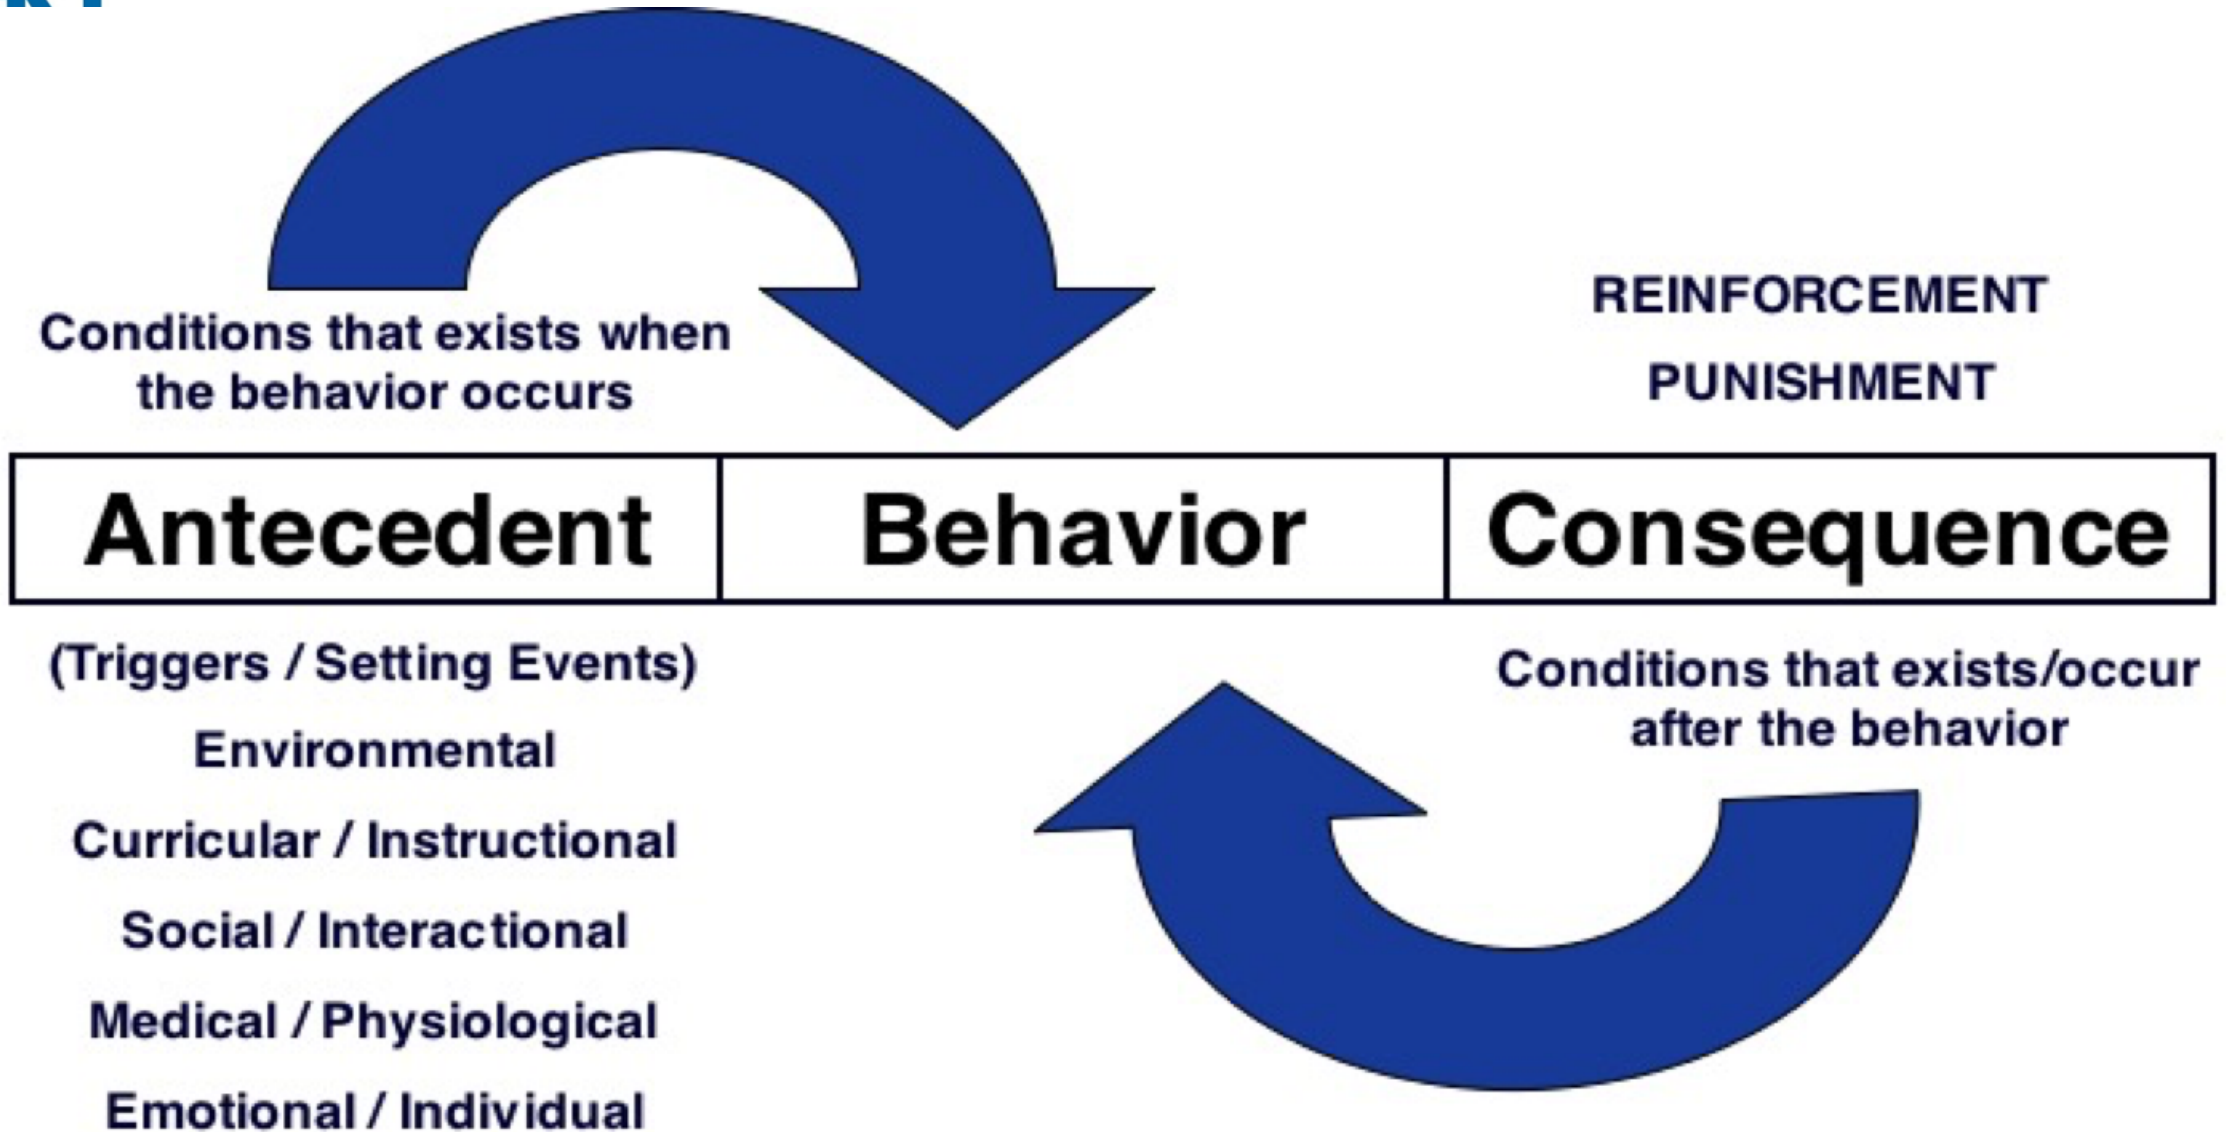 Conditions that exists when
the behavior occurs
REINFORCEMENT
PUNISHMENT
Antecedent
Behavior
Consequence
(Triggers / Setting Events)
Environmental
Curricular / Instructional
Social / Interactional
Medical / Physiological
Emotional / Individual
Conditions that exists/occur
after the behavior